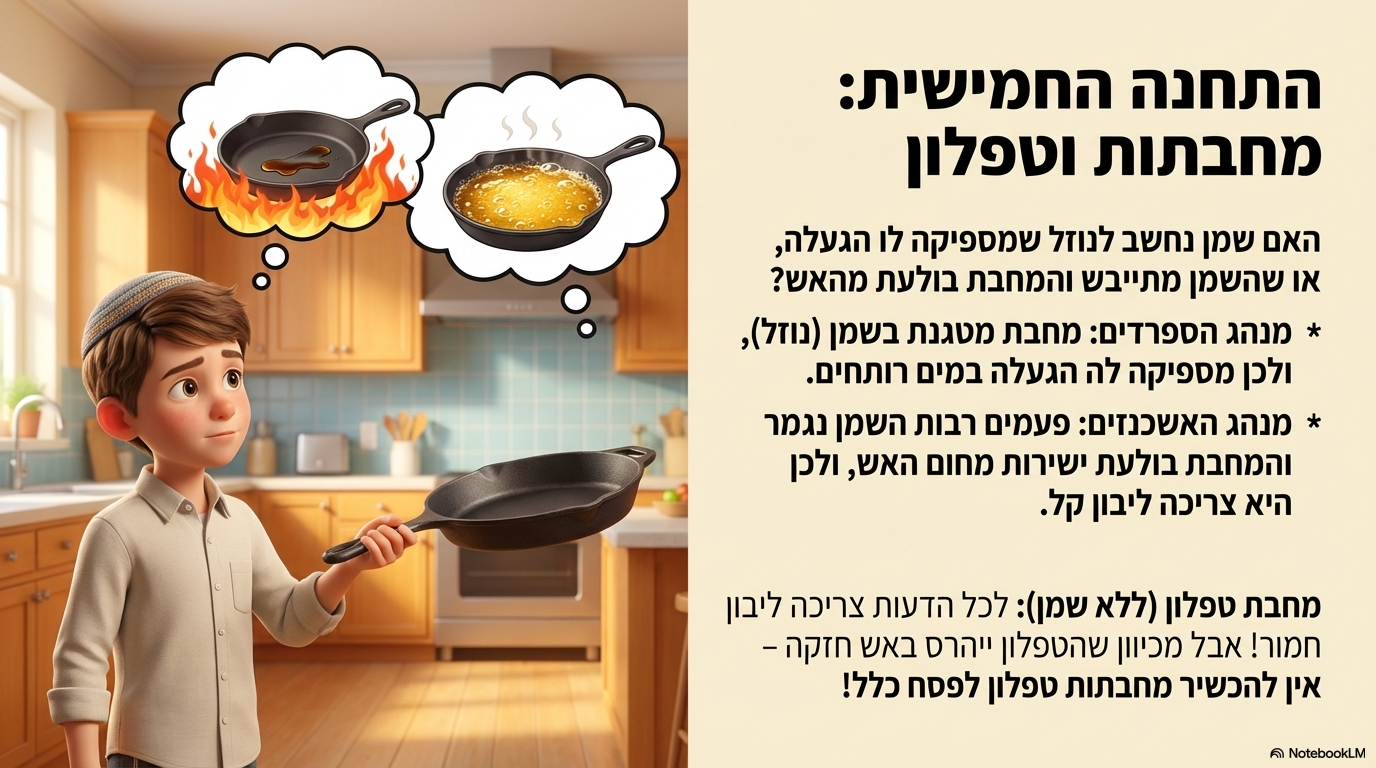 התחנה החמישית:
מחבתות וטפלון
האם שמן נחשב לנוזל שמספיקה לו הגעלה,
או שהשמן מתייבש והמחבת בולעת מהאש?
* מנהג הספרדים: מחבת מטגנת בשמן (נוזל),
ולכן מספיקה לה הגעלה במים רותחים.
* מנהג האשכנזים: פעמים רבות השמן נגמר
והמחבת בולעת ישירות מחום האש, ולכן
היא צריכה ליבון קל.
מחבת טפלון (ללא שמן): לכל הדעות צריכה ליבון
חמור! אבל מכיוון שהטפלון ייהרס באש חזקה –
אין להכשיר מחבתות טפלון לפסח כלל!
NotebookLM